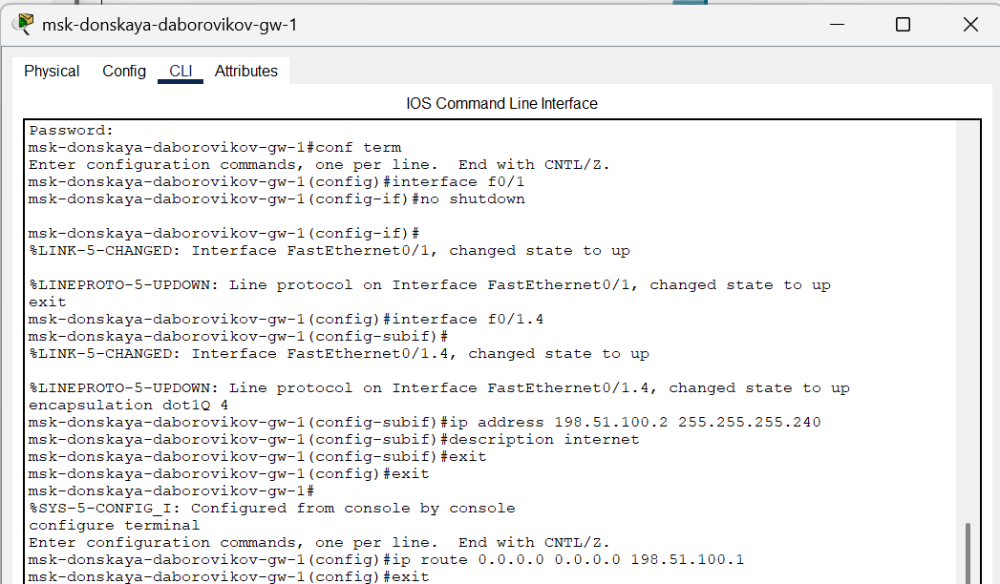 msk-donskaya-daborovikov-gw-1
Physical Config CLI Attributes
IOS Command Line Interface
Password:
msk-donskaya-daborovikov-gw-1#conf term
Enter configuration commands, one per line.  End with CNTL/Z.
msk-donskaya-daborovikov-gw-1(config)#interface f0/1
msk-donskaya-daborovikov-gw-1(config-if)#no shutdown
msk-donskaya-daborovikov-gw-1(config-if)#
%LINK-5-CHANGED: Interface FastEthernet0/1, changed state to up
%LINEPROTO-5-UPDOWN: Line protocol on Interface FastEthernet0/1, changed state to up
exit
msk-donskaya-daborovikov-gw-1(config)#interface f0/1.4
msk-donskaya-daborovikov-gw-1(config-subif)#
%LINK-5-CHANGED: Interface FastEthernet0/1.4, changed state to up
%LINEPROTO-5-UPDOWN: Line protocol on Interface FastEthernet0/1.4, changed state to up
encapsulation dot1Q 4
msk-donskaya-daborovikov-gw-1(config-subif)#ip address 198.51.100.2 255.255.255.240
msk-donskaya-daborovikov-gw-1(config-subif)#description internet
msk-donskaya-daborovikov-gw-1(config-subif)#exit
msk-donskaya-daborovikov-gw-1(config)#exit
msk-donskaya-daborovikov-gw-1#
%SYS-5-CONFIG_I: Configured from console by console
configure terminal
Enter configuration commands, one per line.  End with CNTL/Z.
msk-donskaya-daborovikov-gw-1(config)#ip route 0.0.0.0 0.0.0.0 198.51.100.1
msk-donskaya-daborovikov-gw-1(config)#exit